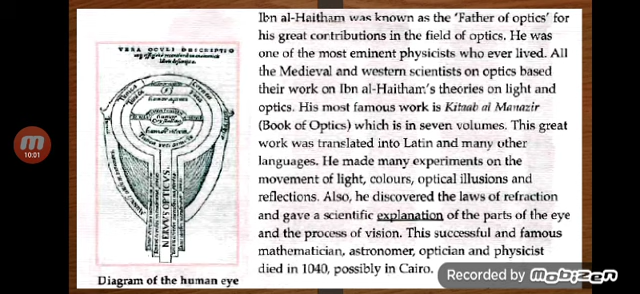 Ibn al-Haitham was known as the 'Father of optics' for
his great contributions in the field of optics. He was
one of the most eminent physicists who ever lived. All
the Medieval and western scientists on optics based
their work on Ibn al-Haitham's theories on light and
optics. His most famous work is Kitaab al Manazir
(Book of Optics) which is in seven volumes. This great
work was translated into Latin and many other
languages. He made many experiments on the
movement of light, colours, optical illusions and
reflections. Also, he discovered the laws of refraction
and gave a scientific explanation of the parts of the eye
and the process of vision. This successful and famous
mathematician, astronomer, optician and physicist
died in 1040, possibly in Cairo.
VERA OCULI DESCRIPTIO
NERVVS OPTICVS
Diagram of the human eye
10:01
Recorded by mobizen